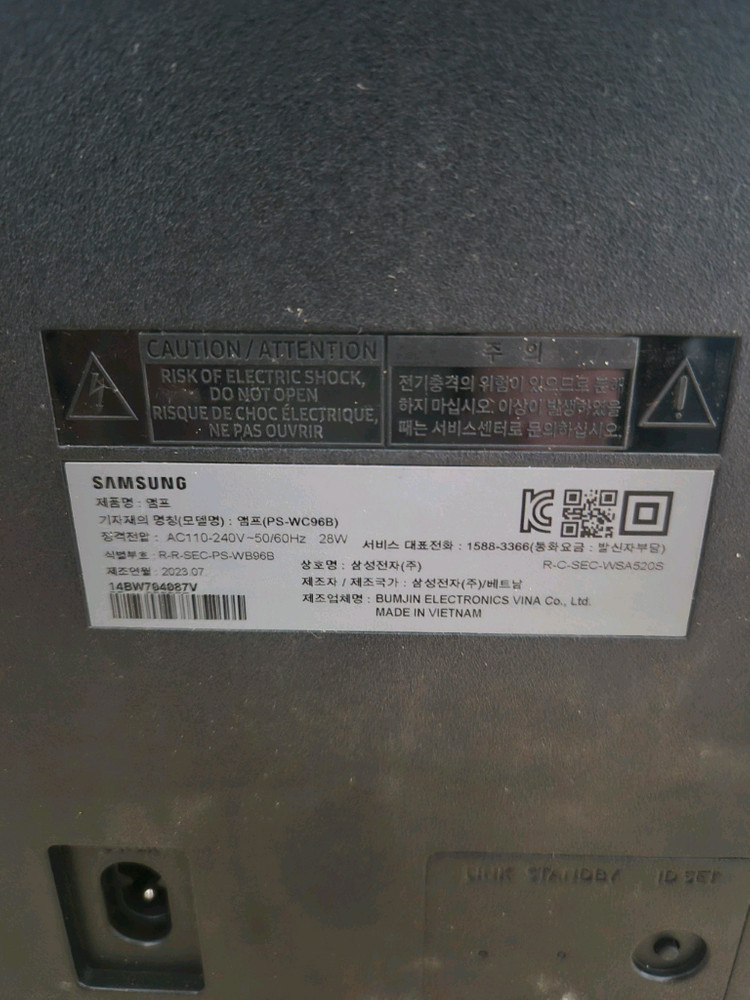 CAUTION / ATTENTION
RISK OF ELECTRIC SHOCK,
DO NOT OPEN
RISQUE DE CHOC ÉLECTRIQUE,
NE PAS OUVRIR
주 의
전기충격의 위험이 있으므로 분해
하지 마십시오. 이상이 발생하였을
때는 서비스센터로 문의하십시오.
SAMSUNG
제품명 : 앰프
기자재의 명칭(모델명) : 앰프(PS-WC96B)
정격전압 : AC110-240V~50/60Hz 28W
식별부호 : R-R-SEC-PS-WB96B
제조연월 : 2023.07.
14BW704087V
서비스 대표전화 : 1588-3366(통화요금 : 발신자부담)
상호명 : 삼성전자(주)
R-C-SEC-WSA520S
제조자 / 제조국가 : 삼성전자(주)/베트남
제조업체명 : BUMJIN ELECTRONICS VINA Co., Ltd.
MADE IN VIETNAM
LINK STANDBY ID SET